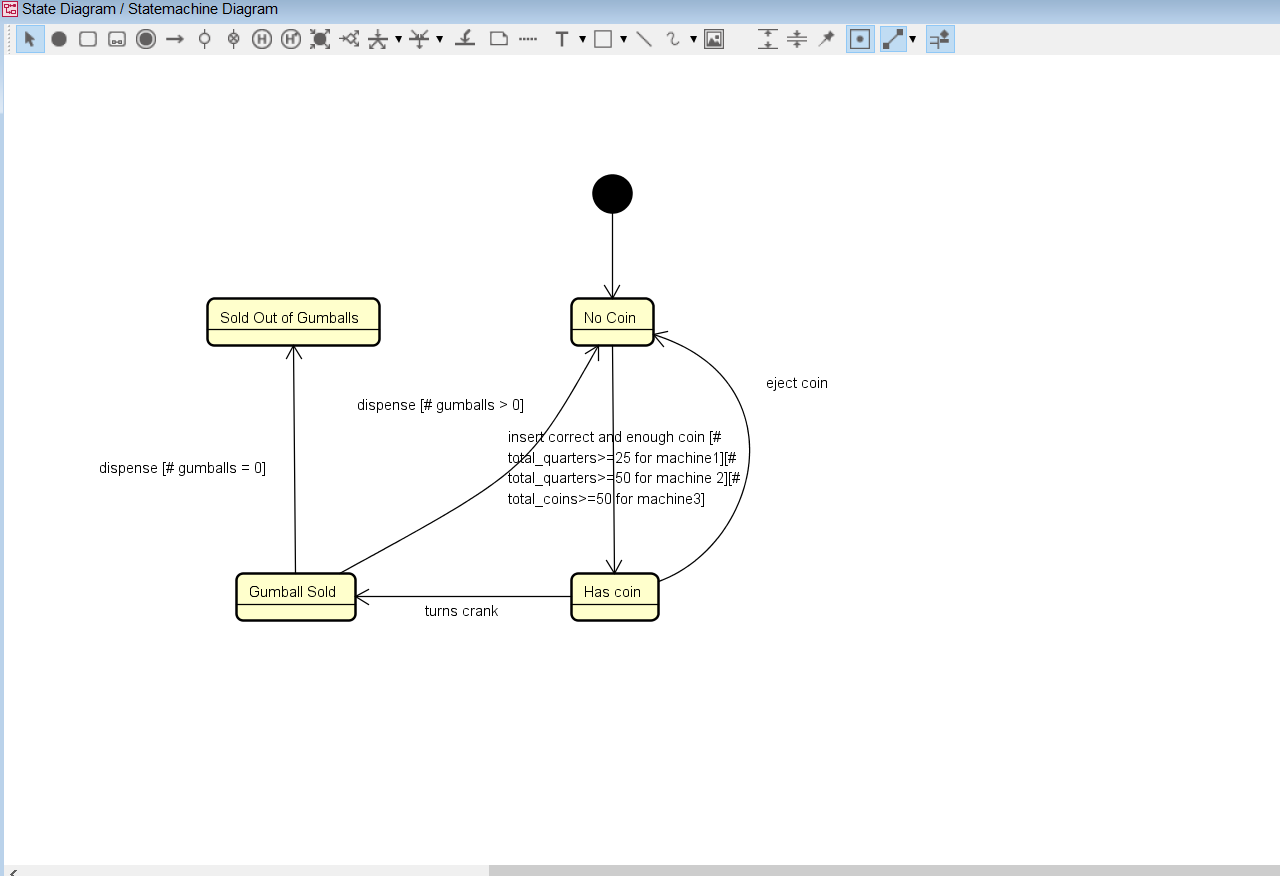 State Diagram / Statemachine Diagram
Sold Out of Gumballs
No Coin
eject coin
dispense [# gumballs > 0]
insert correct and enough coin [#
total_quarters>=25 for machine1][#
total_quarters>=50 for machine 2][#
total_coins>=50 for machine3]
dispense [# gumballs = 0]
Gumball Sold
Has coin
turns crank